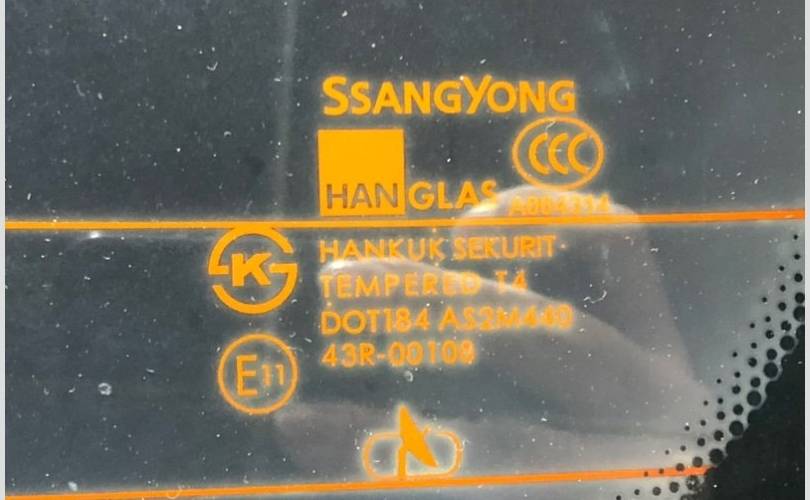 SSANGYONG
CCC
HANGLAS
K
HANKUK SEKURIT
TEMPERED T4
DOT184 AS2M440
E11
43R-00108